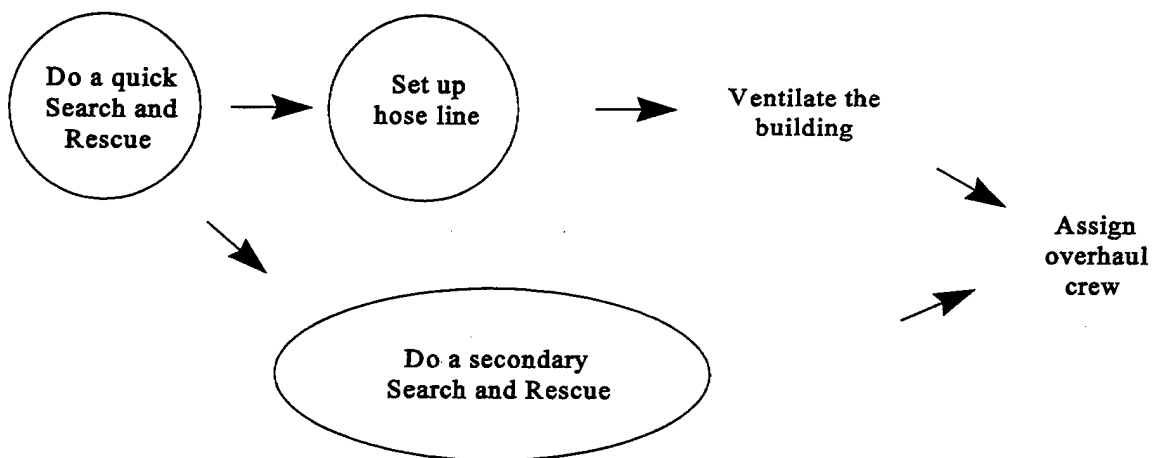 Do a quick
Search and
Rescue
Set up
hose line
Ventilate the
building
Assign
overhaul
crew
Do a secondary
Search and Rescue